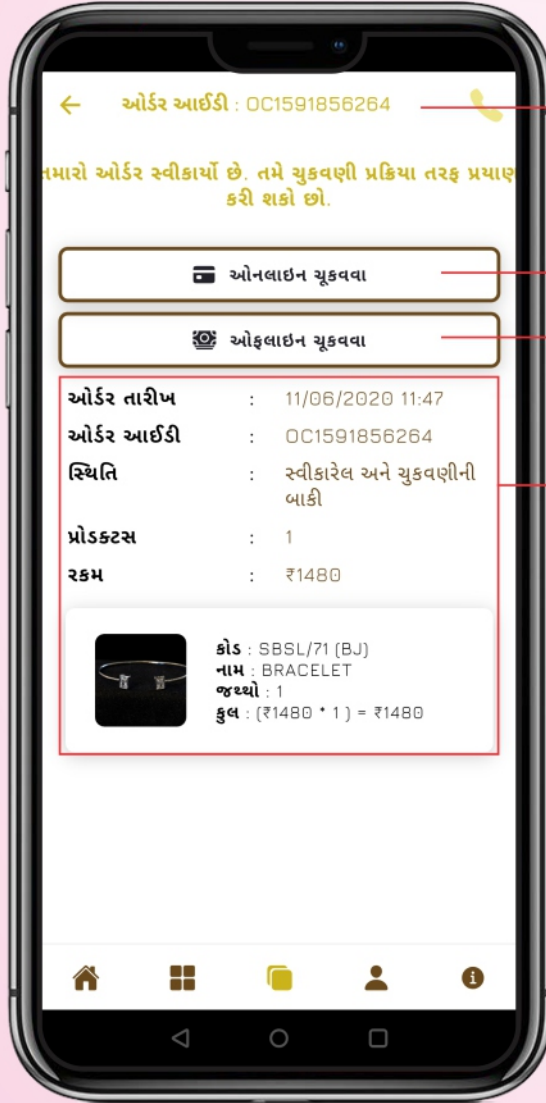 ઓર્ડર આઈડી : OC1591856264
તમારો ઓર્ડર સ્વીકાર્યો છે. તમે ચુકવણી પ્રક્રિયા તરફ પ્રયાણ
કરી શકો છો.
ઓનલાઇન ચૂકવવા
ઓફલાઇન ચૂકવવા
ઓર્ડર તારીખ : 11/06/2020 11:47
ઓર્ડર આઈડી : OC1591856264
સ્થિતિ : સ્વીકારેલ અને ચુકવણીની
બાકી
પ્રોડક્ટસ : 1
રકમ : ₹1480
કોડ : SBSL/71 (BJ)
નામ : BRACELET
જથ્થો : 1
કુલ : (₹1480 * 1 ) = ₹1480